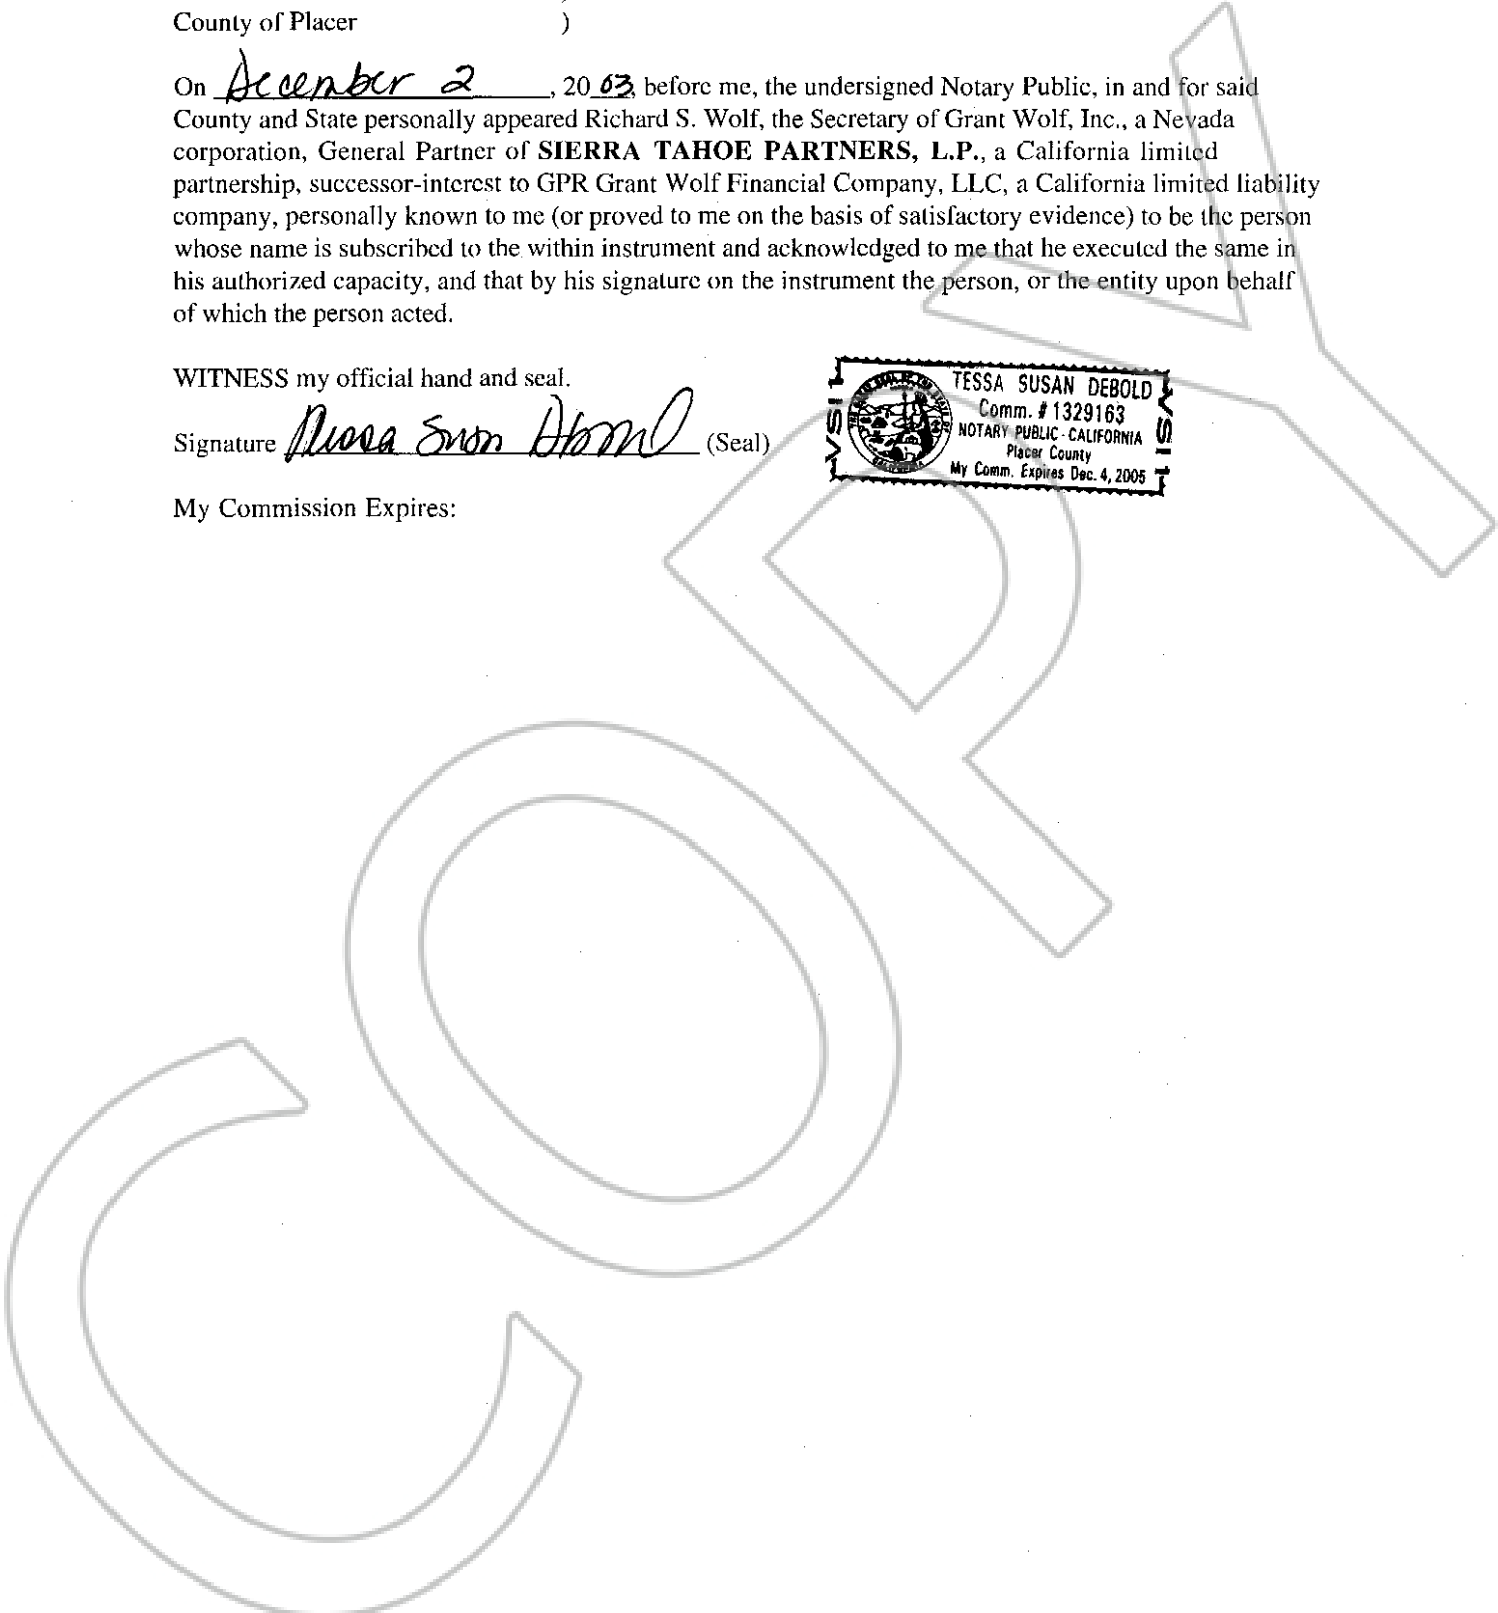 County of Placer )
On December 2, 20 03, before me, the undersigned Notary Public, in and for said
County and State personally appeared Richard S. Wolf, the Secretary of Grant Wolf, Inc., a Nevada
corporation, General Partner of SIERRA TAHOE PARTNERS, L.P., a California limited
partnership, successor-interest to GPR Grant Wolf Financial Company, LLC, a California limited liability
company, personally known to me (or proved to me on the basis of satisfactory evidence) to be the person
whose name is subscribed to the within instrument and acknowledged to me that he executed the same in
his authorized capacity, and that by his signature on the instrument the person, or the entity upon behalf
of which the person acted.
WITNESS my official hand and seal.
Signature (Seal)
TESSA SUSAN DEBOLD
Comm. # 1329163
NOTARY PUBLIC - CALIFORNIA
Placer County
My Comm. Expires Dec. 4, 2005
My Commission Expires:
COPY